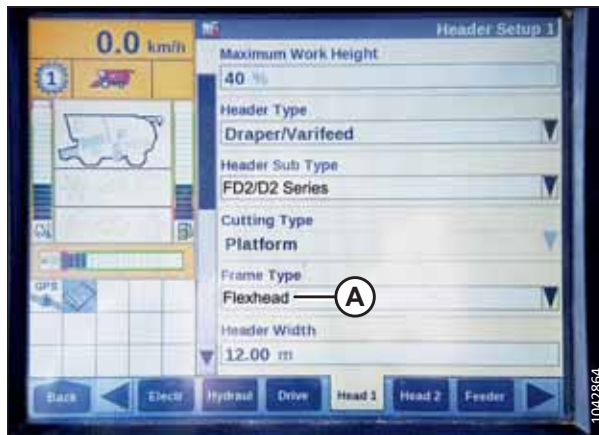 0.0 km/h
Header Setup 1
Maximum Work Height
40 %
1
Header Type
Draper/Varifeed
Header Sub Type
FD2/D2 Series
Cutting Type
Platform
Frame Type
Flexhead
A
GPS
Header Width
12.00 m
Back
Electr
Hydraul
Drive
Head 1
Head 2
Feeder
1042864